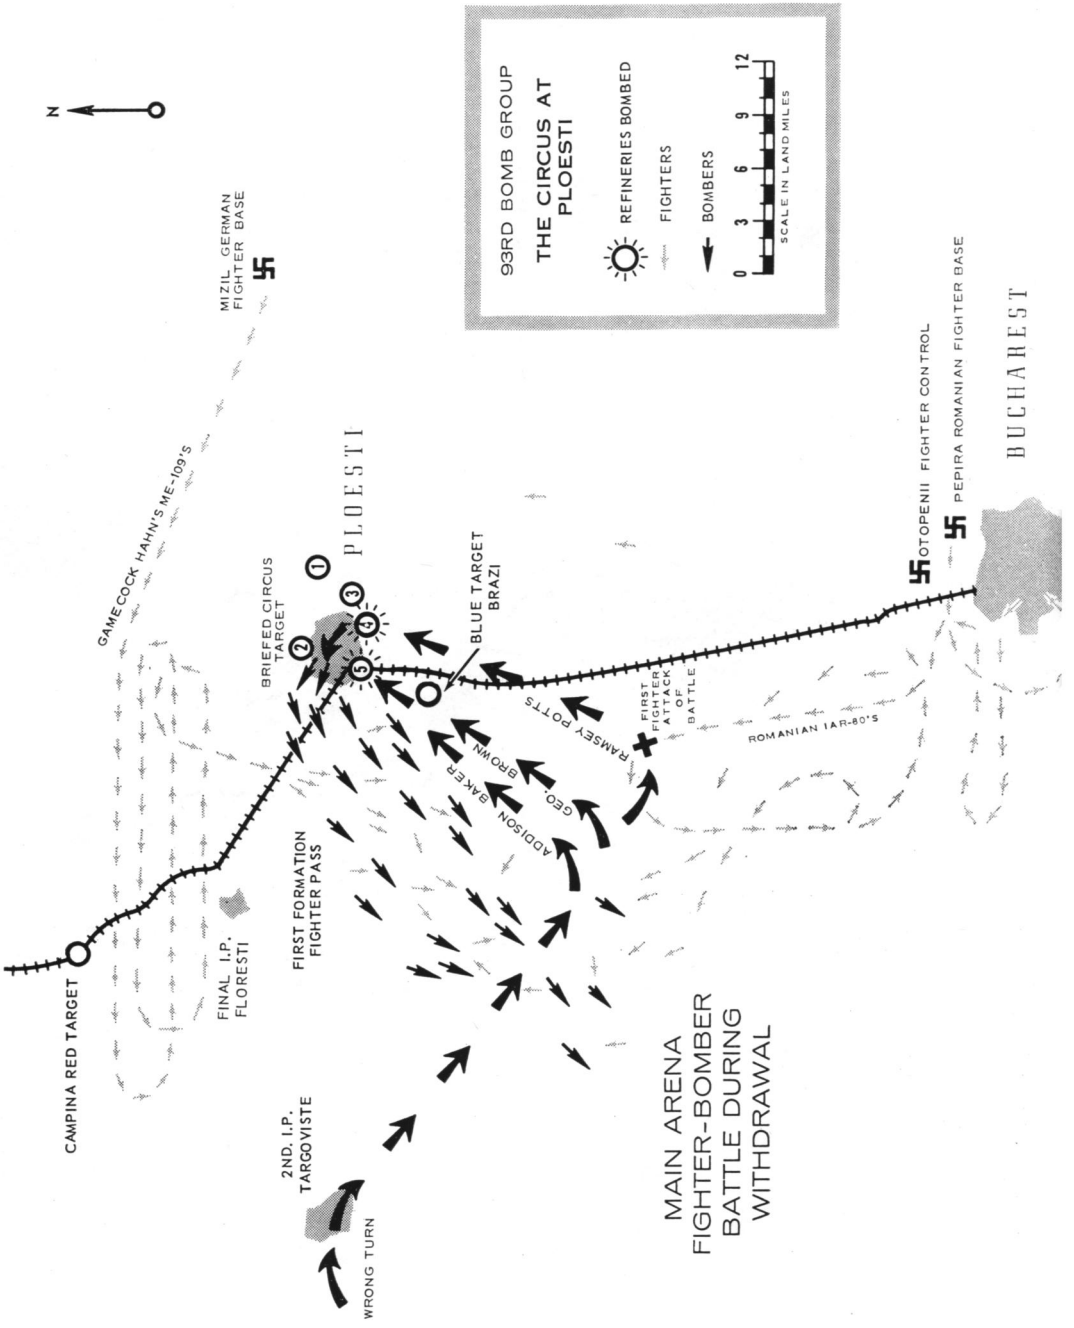 N
MIZIL GERMAN
FIGHTER BASE
GAMECOCK HAHN'S ME-109'S
CAMPINA RED TARGET
FINAL I.P.
FLORESTI
BRIEFED CIRCUS
TARGET
PLOESTI
1
2
3
4
5
BLUE TARGET
BRAZI
FIRST FORMATION
FIGHTER PASS
2ND. I.P.
TARGOVISTE
WRONG TURN
ADDISON BAKER
GEO. BROWN
RAMSEY POTTS
FIRST
FIGHTER
ATTACK
OF
BATTLE
ROMANIAN IAR-80'S
MAIN ARENA
FIGHTER-BOMBER
BATTLE DURING
WITHDRAWAL
OTOPENII FIGHTER CONTROL
PEPIRA ROMANIAN FIGHTER BASE
BUCHAREST
93RD BOMB GROUP
THE CIRCUS AT
PLOESTI
REFINERIES BOMBED
FIGHTERS
BOMBERS
0 3 6 9 12
SCALE IN LAND MILES